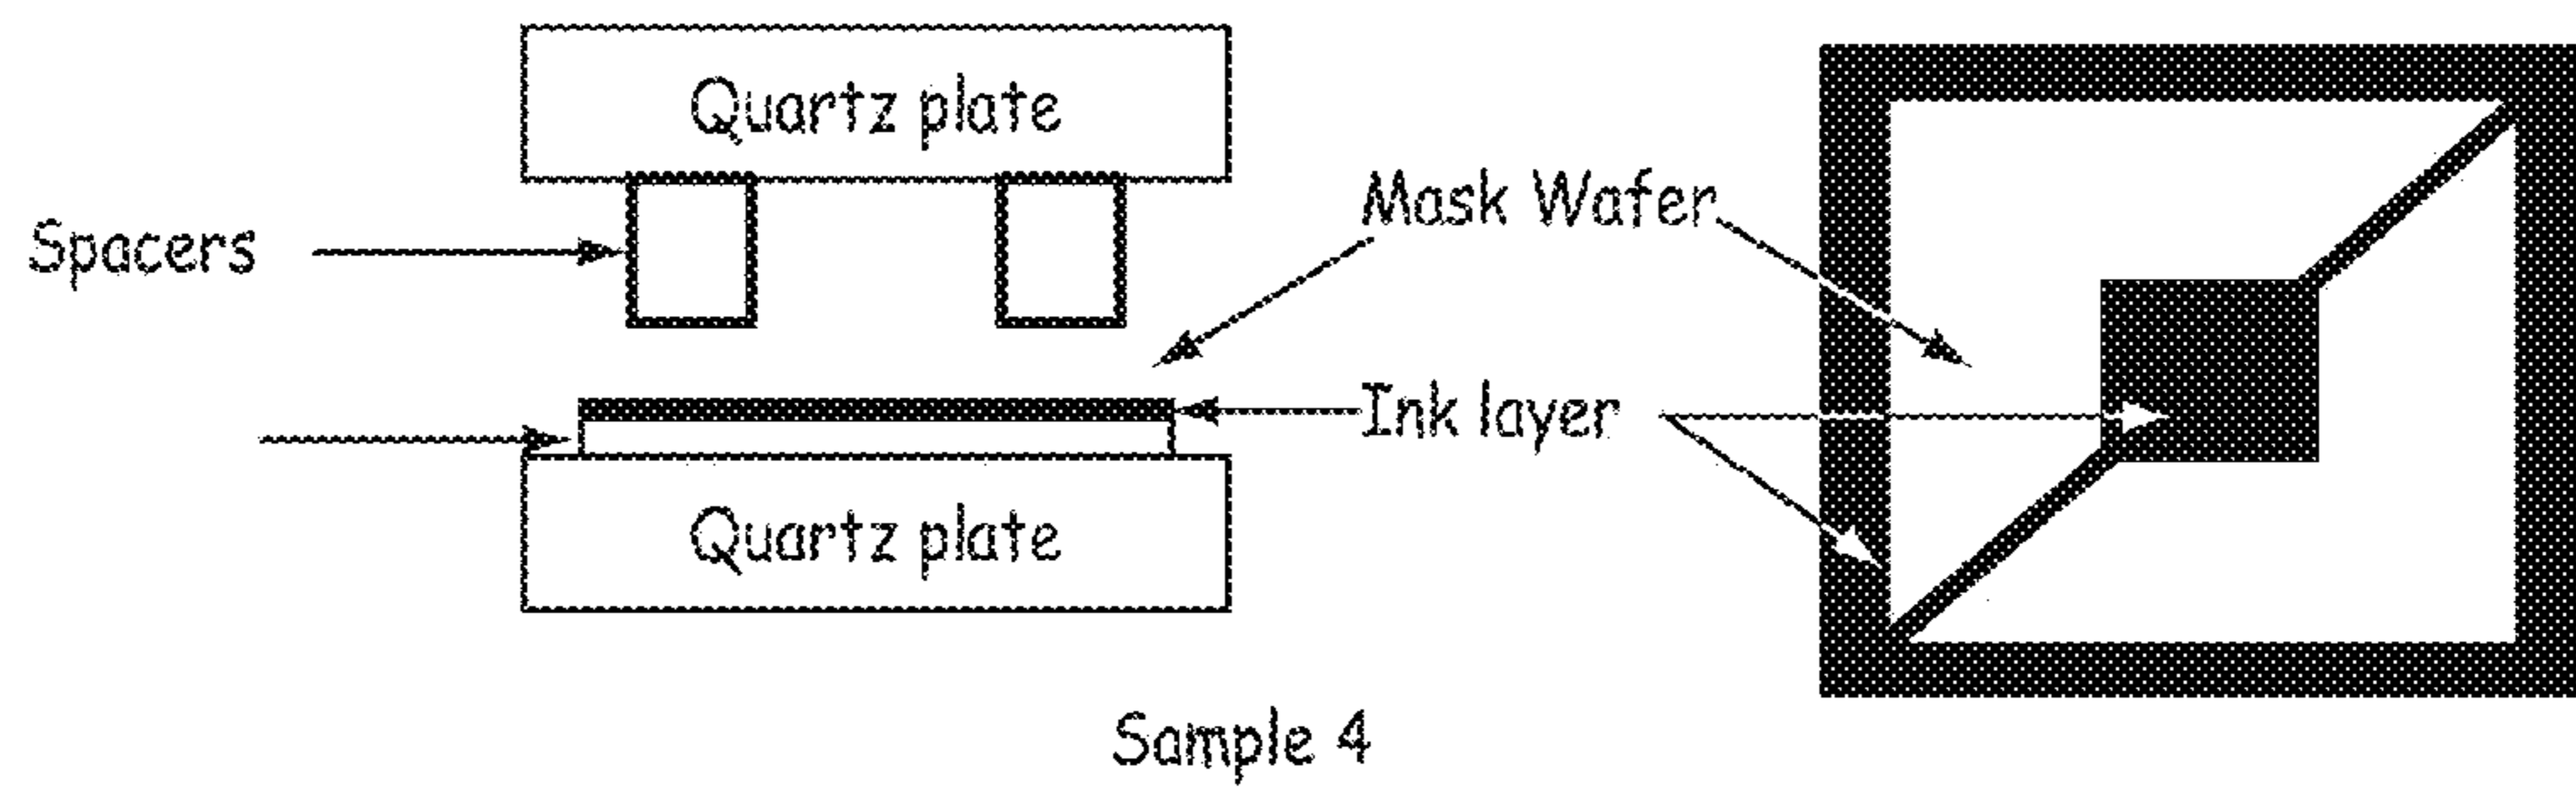 Quartz plate
Spacers
Mask Wafer
Ink layer
Quartz plate
Sample 4